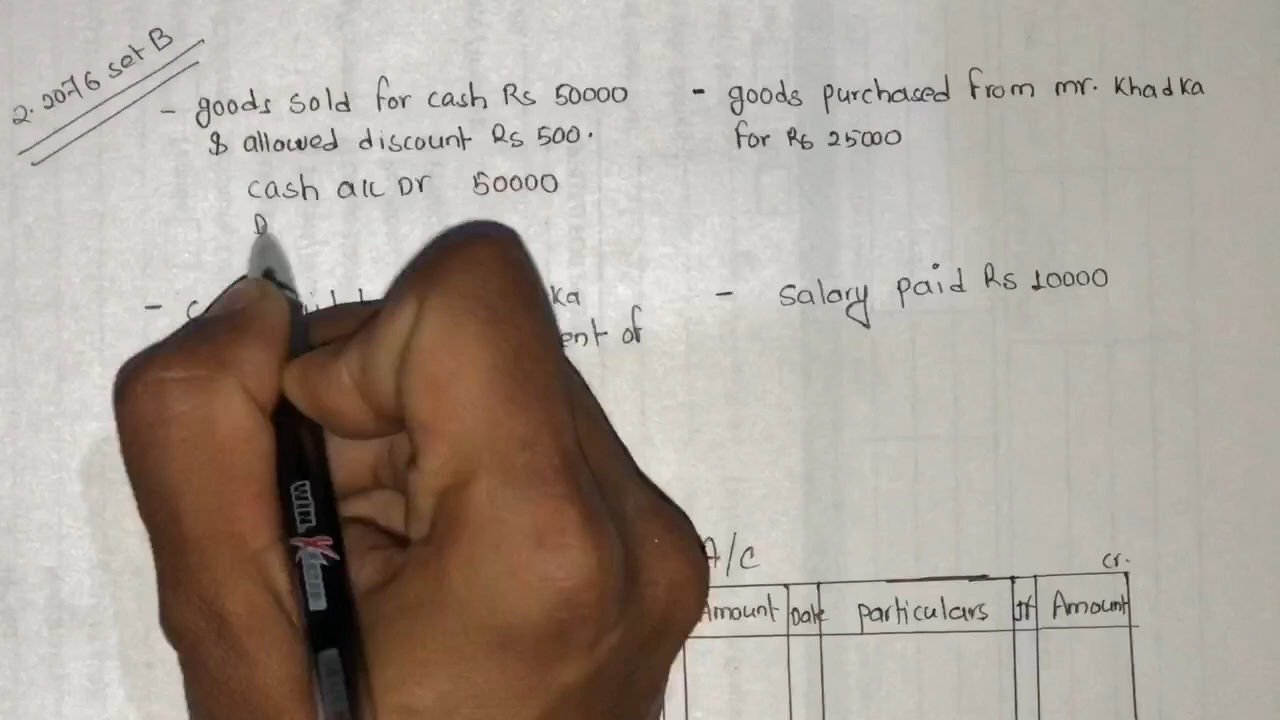 2. 2076 set B
- goods sold for cash Rs 50000
& allowed discount Rs 500.
cash a/c Dr 50000
D
- goods purchased from mr. Khadka
for Rs 25000
ka
ent of
- salary paid Rs 10000
A/C
cr.
Amount Date particulars Jf Amount
WIN